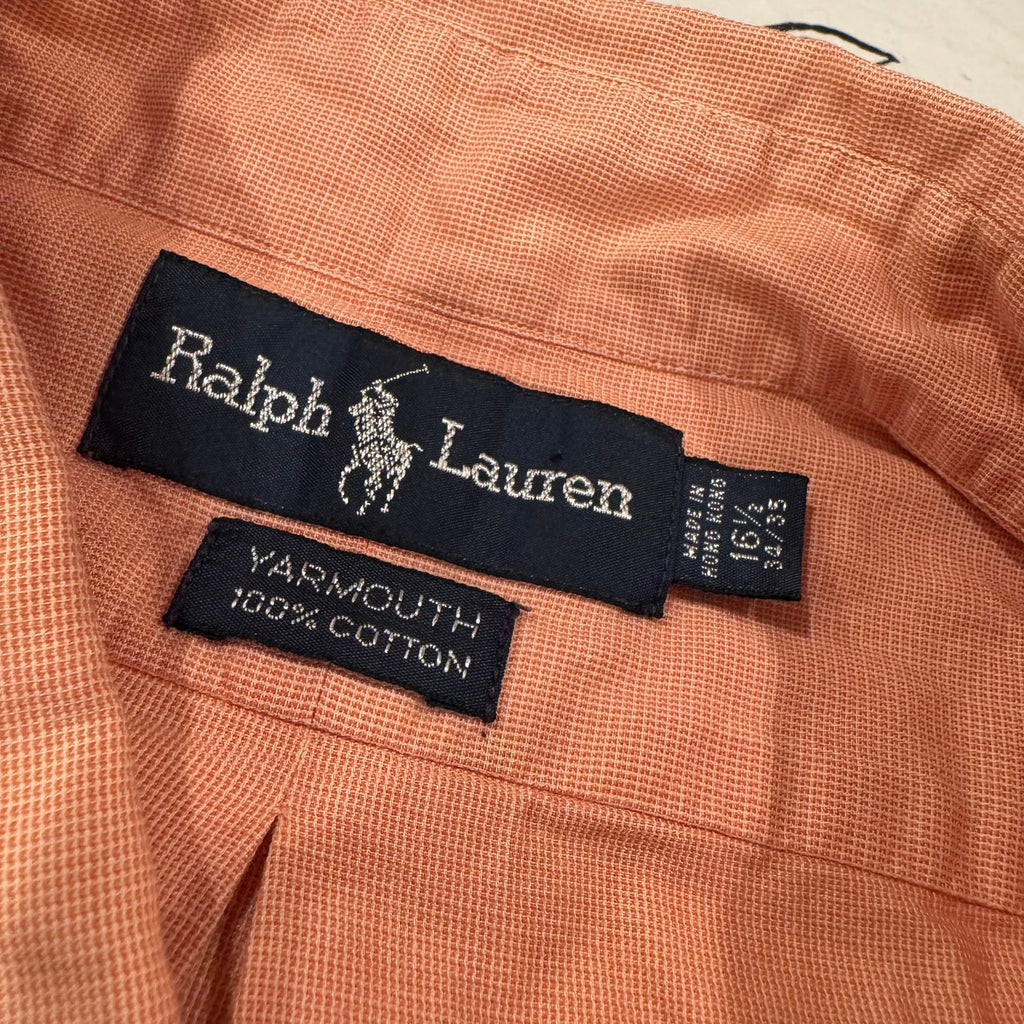 Ralph Lauren
MADE IN
HONG KONG
16½
34/35
YARMOUTH
100% COTTON